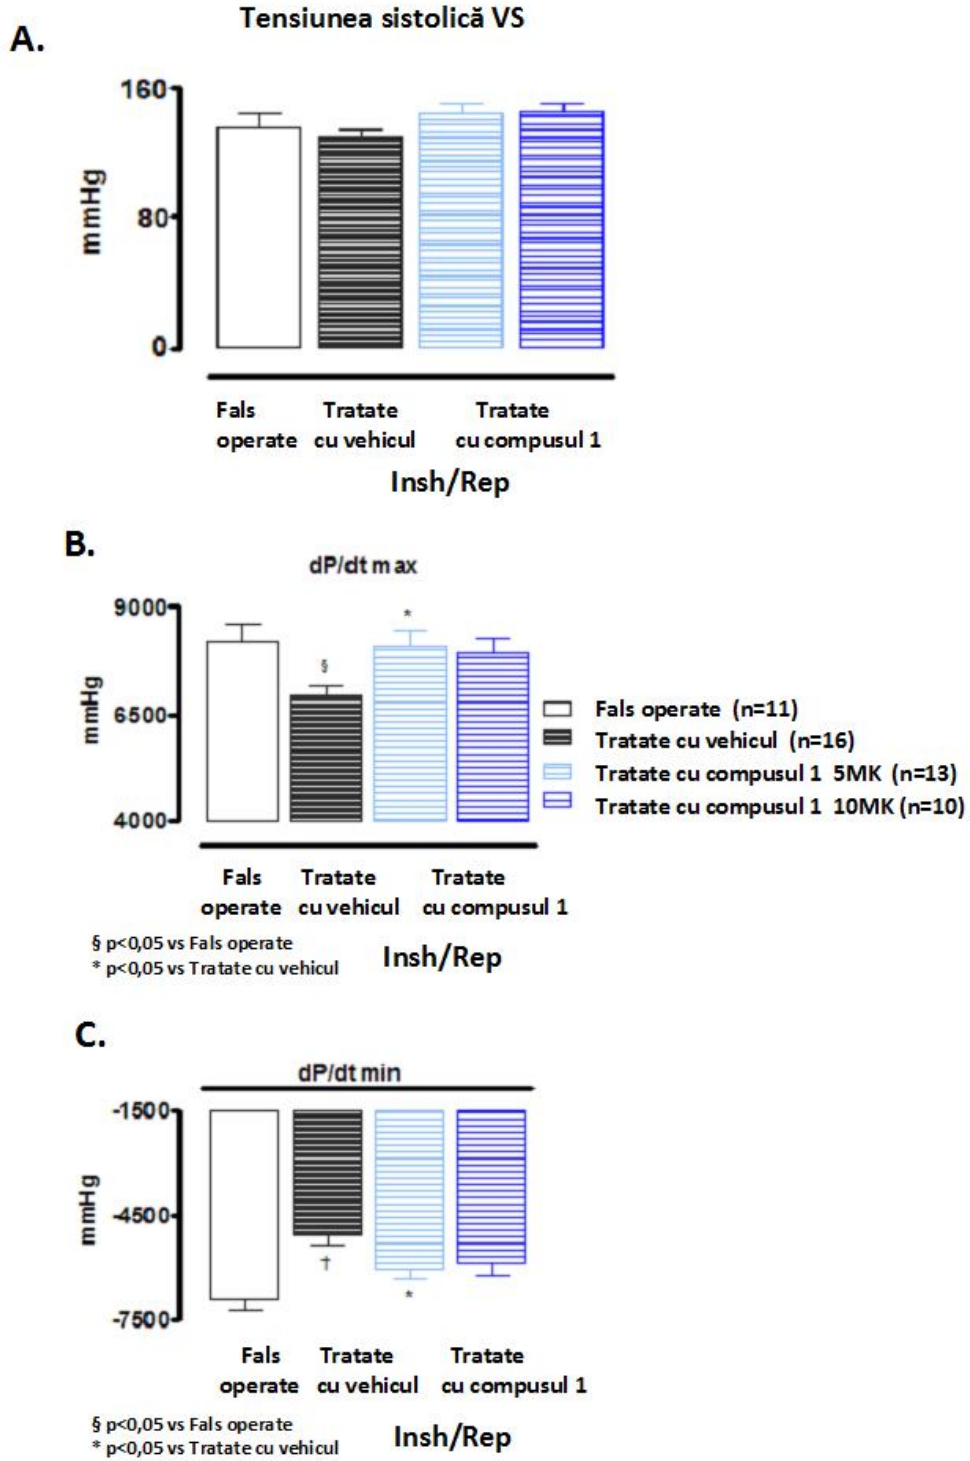 Tensiunea sistolică VS
A.
160
80
0
mmHg
Fals operate
Tratate cu vehicul
Tratate cu compusul 1
Insh/Rep
B.
dP/dt max
9000
6500
4000
mmHg
§
*
Fals operate (n=11)
Tratate cu vehicul (n=16)
Tratate cu compusul 1 5MK (n=13)
Tratate cu compusul 1 10MK (n=10)
Fals operate
Tratate cu vehicul
Tratate cu compusul 1
§ p<0,05 vs Fals operate
* p<0,05 vs Tratate cu vehicul
Insh/Rep
C.
dP/dt min
-1500
-4500
-7500
mmHg
†
*
Fals operate
Tratate cu vehicul
Tratate cu compusul 1
§ p<0,05 vs Fals operate
* p<0,05 vs Tratate cu vehicul
Insh/Rep